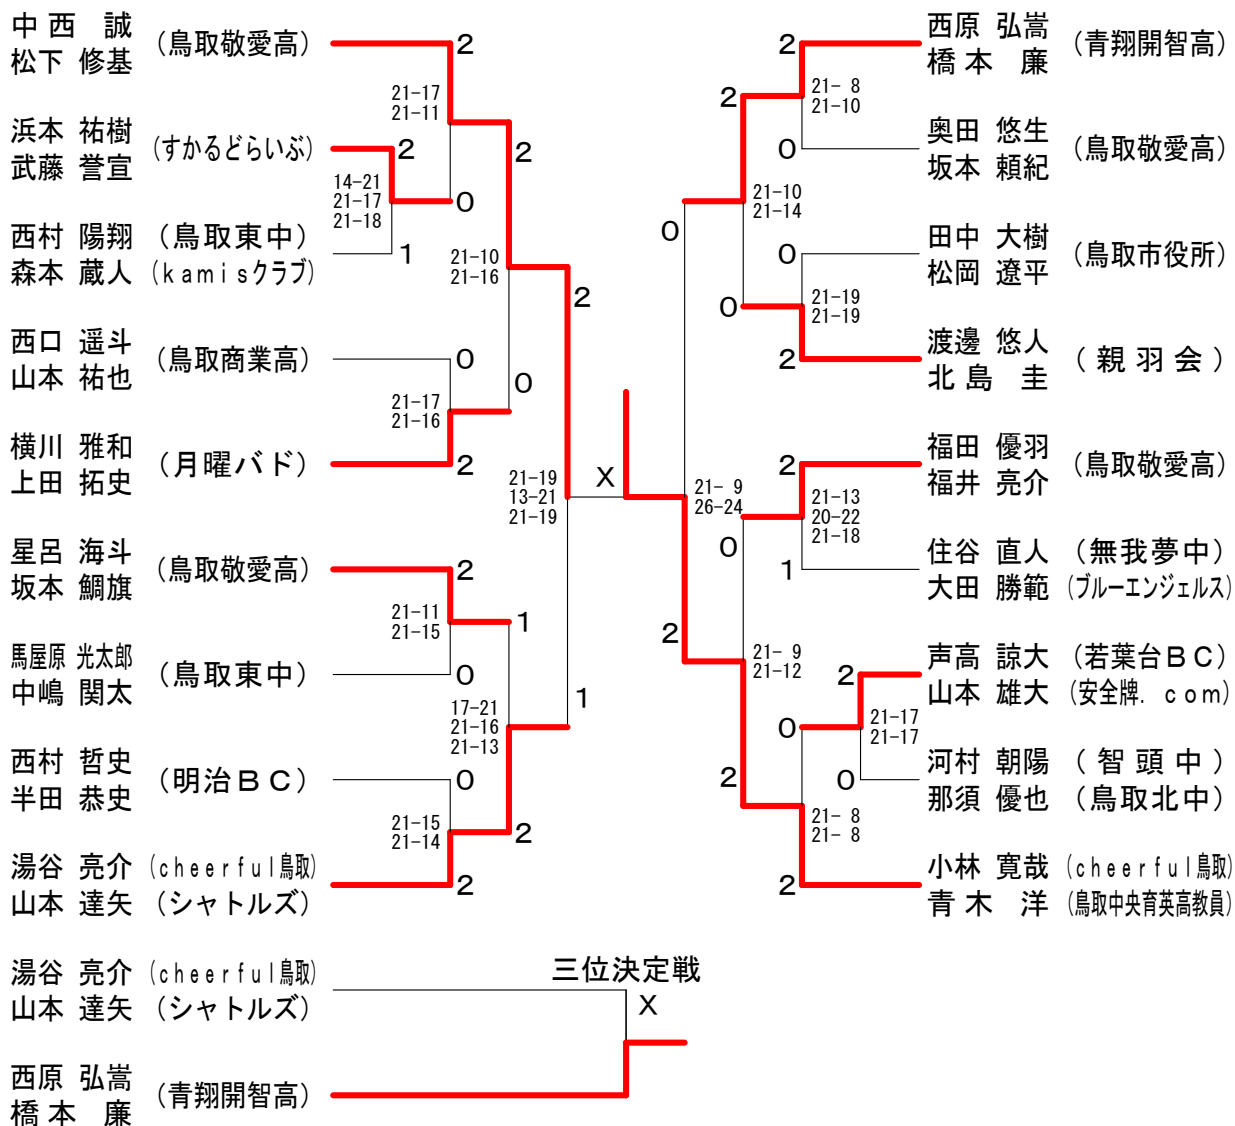 中西 誠
松下 修基
(鳥取敬愛高)
2
21-17
21-11
2
浜本 祐樹
武藤 誉宣
(すかるどらいぶ)
2
14-21
21-17
21-18
0
西村 陽翔 (鳥取東中)
森本 蔵人 (kamisクラブ)
1
21-10
21-16
2
西口 遥斗
山本 祐也
(鳥取商業高)
0
21-17
21-16
0
横川 雅和
上田 拓史
(月曜バド)
2
21-19
13-21
21-19
X
星呂 海斗
坂本 鯛旗
(鳥取敬愛高)
2
21-11
21-15
1
馬屋原 光太郎
中嶋 関太
(鳥取東中)
0
17-21
21-16
21-13
1
西村 哲史
半田 恭史
(明治BC)
0
21-15
21-14
2
湯谷 亮介 (cheerful鳥取)
山本 達矢 (シャトルズ)
2
西原 弘嵩
橋本 廉
(青翔開智高)
2
21- 8
21-10
2
奥田 悠生
坂本 頼紀
(鳥取敬愛高)
0
21-10
21-14
0
田中 大樹
松岡 遼平
(鳥取市役所)
0
21-19
21-19
0
渡邊 悠人
北島 圭
(親羽会)
2
福田 優羽
福井 亮介
(鳥取敬愛高)
2
21- 9
26-24
21-13
20-22
21-18
0
住谷 直人 (無我夢中)
大田 勝範 (ブルーエンジェルス)
1
2
21- 9
21-12
声高 諒大 (若葉台BC)
山本 雄大 (安全牌. com)
2
21-17
21-17
0
河村 朝陽 (智頭中)
那須 優也 (鳥取北中)
0
2
21- 8
21- 8
小林 寛哉 (cheerful鳥取)
青木 洋 (鳥取中央育英高教員)
2
三位決定戦
湯谷 亮介 (cheerful鳥取)
山本 達矢 (シャトルズ)
X
西原 弘嵩
橋本 廉
(青翔開智高)